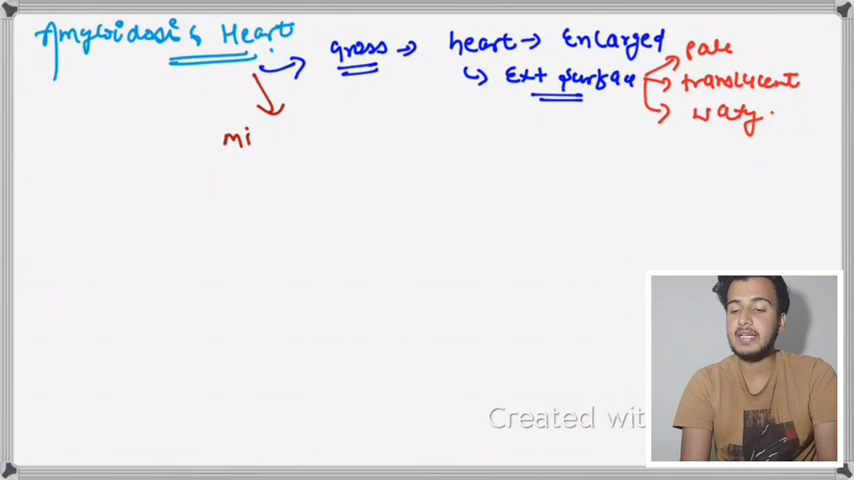 Amyloidosis Heart
gross → heart → Enlarged
Ext surface
pale
translucent
waxy.
mi
Created wit